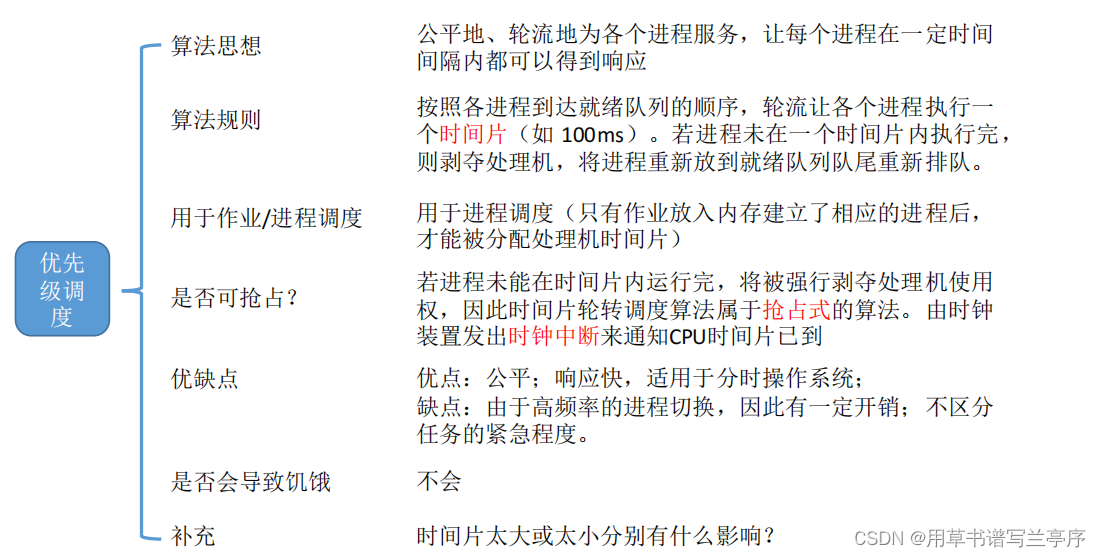 算法思想
公平地、轮流地为各个进程服务，让每个进程在一定时间
间隔内都可以得到响应
算法规则
按照各进程到达就绪队列的顺序，轮流让各个进程执行一
个时间片（如 100ms）。若进程未在一个时间片内执行完，
则剥夺处理机，将进程重新放到就绪队列队尾重新排队。
用于作业/进程调度
用于进程调度（只有作业放入内存建立了相应的进程后，
才能被分配处理机时间片）
优先
级调
度
是否可抢占？
若进程未能在时间片内运行完，将被强行剥夺处理机使用
权，因此时间片轮转调度算法属于抢占式的算法。由时钟
装置发出时钟中断来通知CPU时间片已到
优缺点
优点：公平；响应快，适用于分时操作系统；
缺点：由于高频率的进程切换，因此有一定开销；不区分
任务的紧急程度。
是否会导致饥饿
不会
补充
时间片太大或太小分别有什么影响？
CSDN @用草书谱写兰亭序